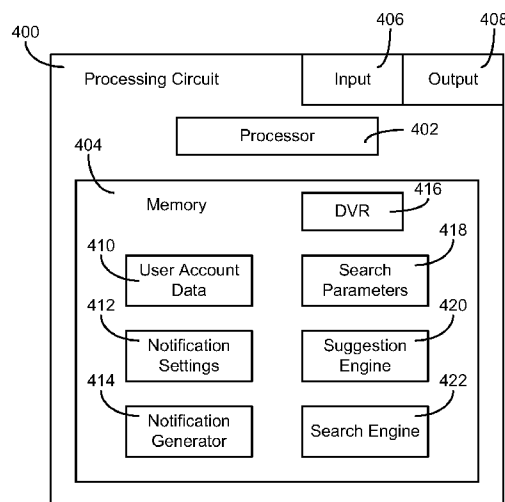 406
408
400
Processing Circuit
Input
Output
Processor
402
404
Memory
416
DVR
410
418
User Account
Data
Search
Parameters
412
420
Notification
Settings
Suggestion
Engine
414
422
Notification
Generator
Search Engine